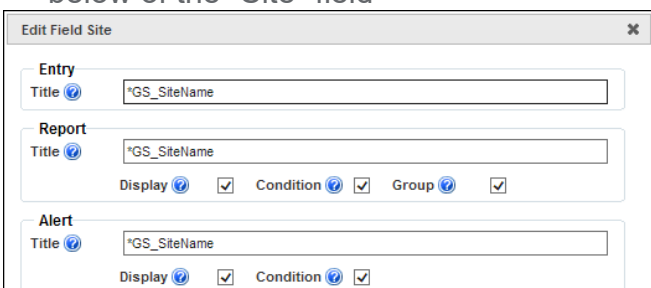 below of the "Site" field
Edit Field Site
Entry
Title *GS_SiteName
Report
Title *GS_SiteName
Display Condition Group
Alert
Title *GS_SiteName
Display Condition